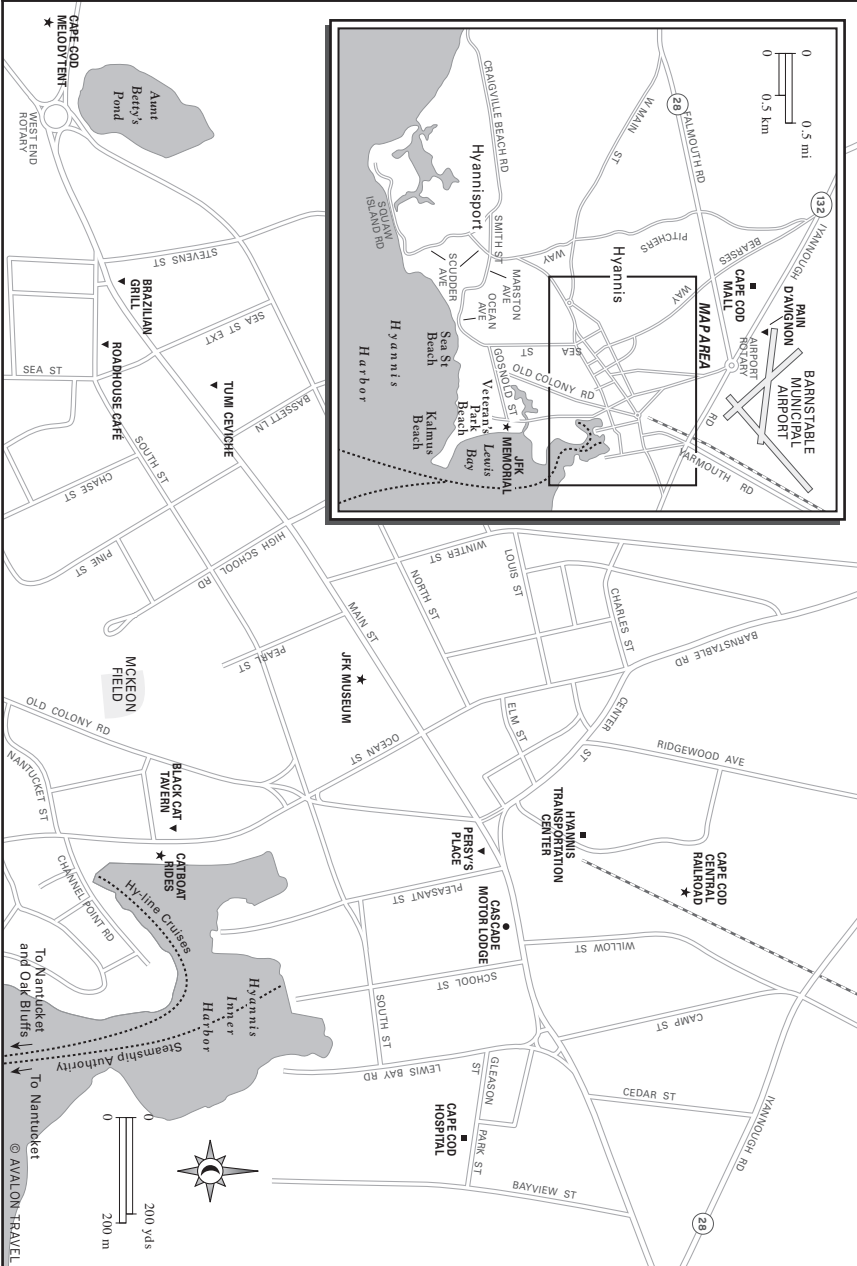 0
0.5 mi
0
0.5 km
132
IYANNOUGH
RD
28
FALMOUTH RD
W MAIN
ST
CRAIGVILLE BEACH RD
PITCHERS
WAY
BEARSES
WAY
CAPE COD
MALL
PAIN
D'AVIGNON
AIRPORT
ROTARY
BARNSTABLE
MUNICIPAL
AIRPORT
MAP AREA
YARMOUTH RD
Hyannis
Hyannisport
SMITH ST
SCUDDER
AVE
MARSTON
AVE
OCEAN
AVE
SQUAW
ISLAND RD
SEA
ST
GOSNOLD ST
OLD COLONY RD
Sea St
Beach
Kalmus
Beach
Veteran's
Park
Beach
JFK
MEMORIAL
Lewis
Bay
Hyannis
Harbor
CAPE COD
MELODY TENT
WEST END
ROTARY
Aunt
Betty's
Pond
STEVENS ST
BRAZILIAN
GRILL
SEA ST EXT
SEA ST
ROADHOUSE CAFÉ
TUMI CEVICHE
BASSETT LN
SOUTH ST
CHASE ST
PINE ST
HIGH SCHOOL
RD
WINTER ST
NORTH ST
LOUIS ST
CHARLES ST
BARNSTABLE RD
MAIN ST
PEARL ST
JFK MUSEUM
MCKEON
FIELD
OLD COLONY RD
OCEAN ST
ELM ST
CENTER
ST
RIDGEWOOD AVE
HYANNIS
TRANSPORTATION
CENTER
CAPE COD
CENTRAL
RAILROAD
NANTUCKET ST
BLACK CAT
TAVERN
CATBOAT
RIDES
CHANNEL POINT RD
Hy-line Cruises
PERSY'S
PLACE
PLEASANT ST
CASCADE
MOTOR LODGE
WILLOW ST
SCHOOL ST
CAMP ST
SOUTH ST
LEWIS BAY RD
Hyannis
Inner
Harbor
Steamship Authority
To Nantucket
and Oak Bluffs
To Nantucket
GLEASON
ST
PARK ST
CAPE COD
HOSPITAL
CEDAR ST
IYANNOUGH RD
BAYVIEW ST
28
0
200 yds
0
200 m
© AVALON TRAVEL